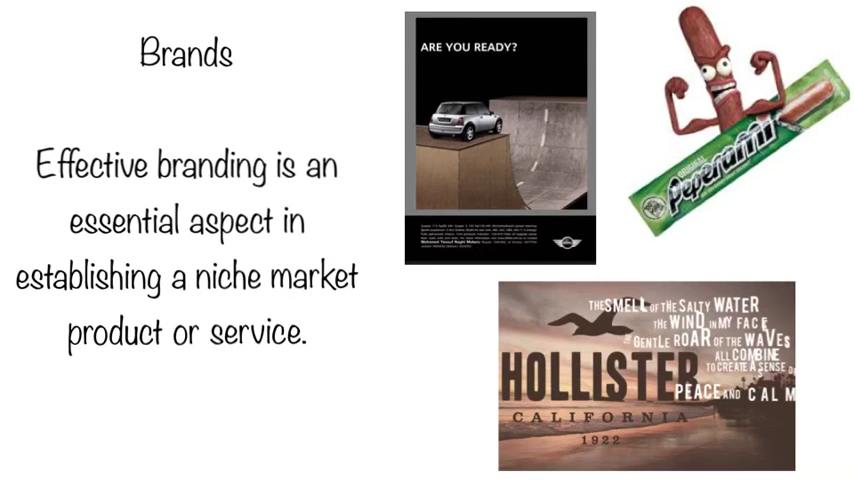 Brands
Effective branding is an
essential aspect in
establishing a niche market
product or service.
ARE YOU READY?
ORIGINAL
Peperami
THE SMELL OF THE SALTY WATER
THE WIND IN MY FACE
GENTLE ROAR OF THE WAVES
ALL COMBINE
TO CREATE A SENSE
PEACE AND CALM
HOLLISTER
CALIFORNIA
1922